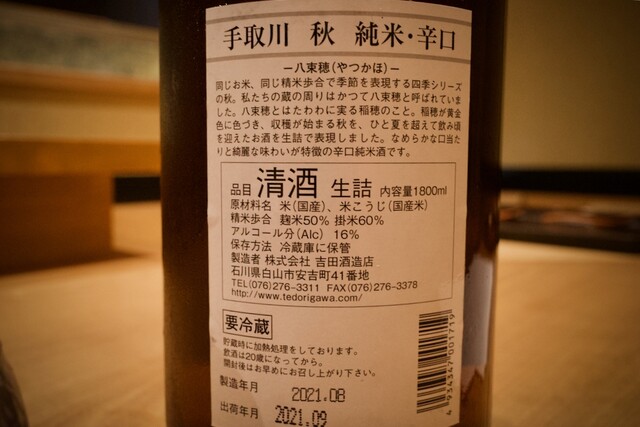 手取川 秋 純米・辛口
―八束穂(やつかほ)―
同じお米、同じ精米歩合で季節を表現する四季シリーズ
の秋。私たちの蔵の周りはかつて八束穂と呼ばれていま
した。八束穂とはたわわに実る稲穂のこと。稲穂が黄金
色に色づき、収穫が始まる秋を、ひと夏を超えて飲み頃
を迎えたお酒を生詰で表現しました。なめらかな口当た
りと綺麗な味わいが特徴の辛口純米酒です。
品目 清酒 生詰 内容量1800ml
原材料名 米(国産)、米こうじ(国産米)
精米歩合 麹米50% 掛米60%
アルコール分(Alc) 16%
保存方法 冷蔵庫に保管
製造者 株式会社 吉田酒造店
石川県白山市安吉町41番地
TEL(076)276-3311 FAX(076)276-3378
http://www.tedorigawa.com/
要冷蔵
貯蔵時に加熱処理をしております。
飲酒は20歳になってから。
開封後はお早めにお召し上がり下さい。
製造年月 2021.08
出荷年月 2021.09
4934347001719